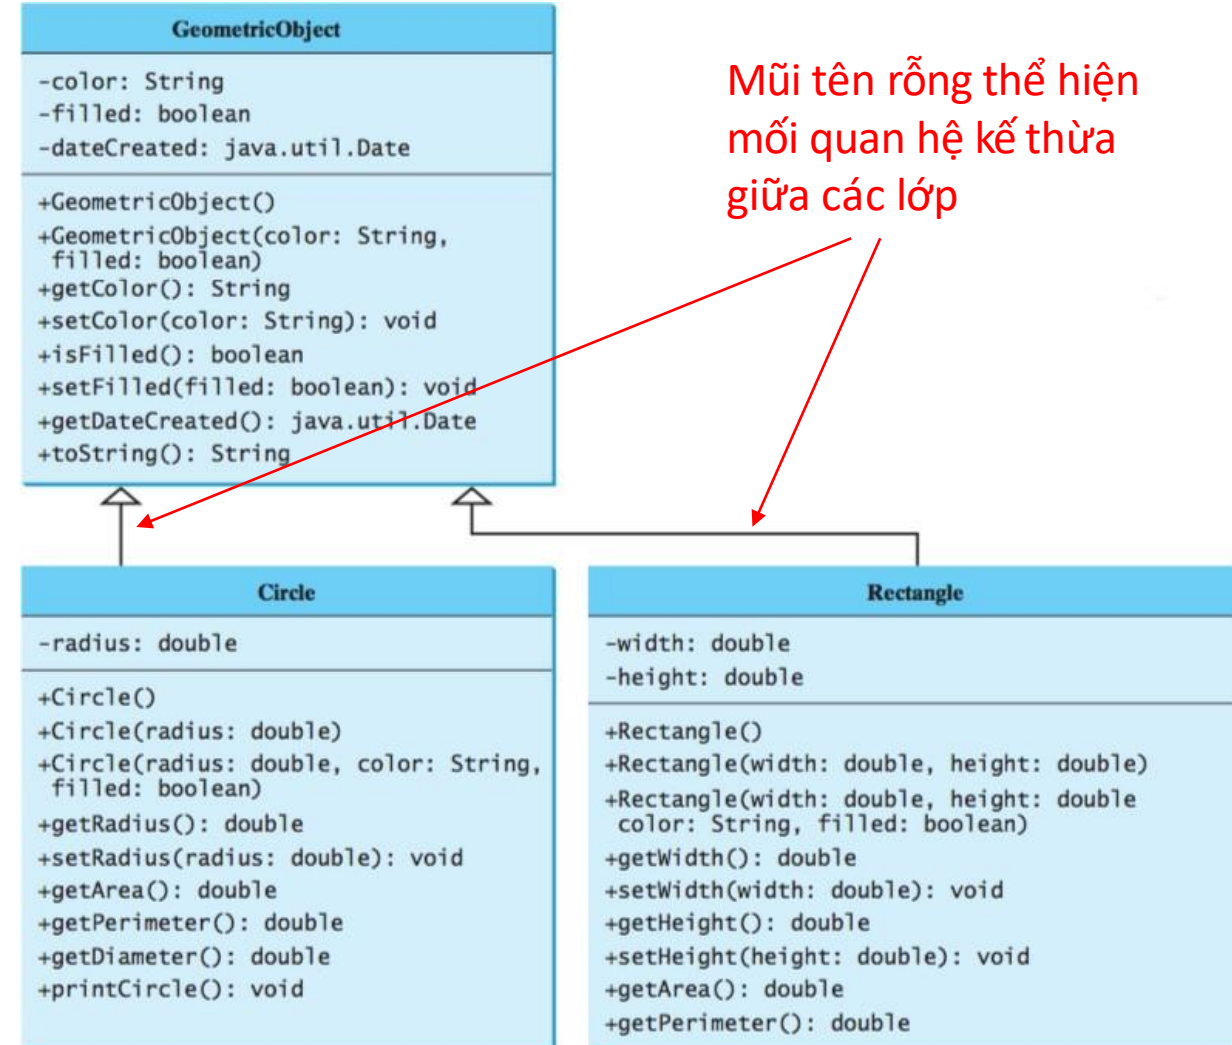 GeometricObject
-color: String
-filled: boolean
-dateCreated: java.util.Date
+GeometricObject()
+GeometricObject(color: String,
filled: boolean)
+getColor(): String
+setColor(color: String): void
+isFilled(): boolean
+setFilled(filled: boolean): void
+getDateCreated(): java.util.Date
+toString(): String
Mũi tên rỗng thể hiện
mối quan hệ kế thừa
giữa các lớp
Circle
-radius: double
+Circle()
+Circle(radius: double)
+Circle(radius: double, color: String,
filled: boolean)
+getRadius(): double
+setRadius(radius: double): void
+getArea(): double
+getPerimeter(): double
+getDiameter(): double
+printCircle(): void
Rectangle
-width: double
-height: double
+Rectangle()
+Rectangle(width: double, height: double)
+Rectangle(width: double, height: double
color: String, filled: boolean)
+getWidth(): double
+setWidth(width: double): void
+getHeight(): double
+setHeight(height: double): void
+getArea(): double
+getPerimeter(): double